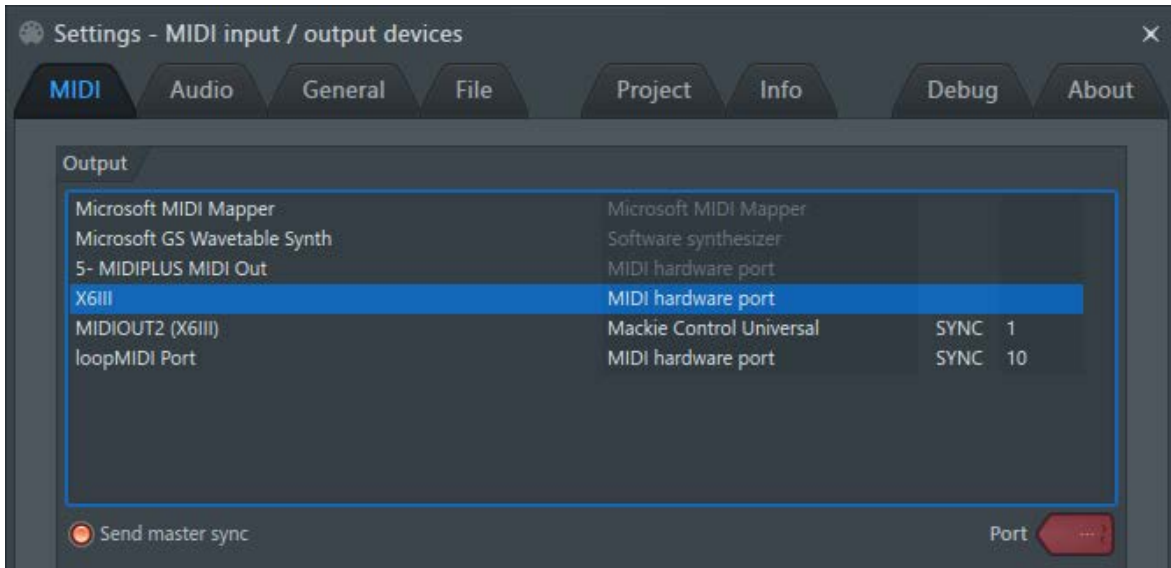 Settings - MIDI input / output devices
MIDI Audio General File Project Info Debug About
Output
Microsoft MIDI Mapper Microsoft MIDI Mapper
Microsoft GS Wavetable Synth Software synthesizer
5- MIDIPLUS MIDI Out MIDI hardware port
X6III MIDI hardware port
MIDIOUT2 (X6III) Mackie Control Universal SYNC 1
loopMIDI Port MIDI hardware port SYNC 10
Send master sync Port ...